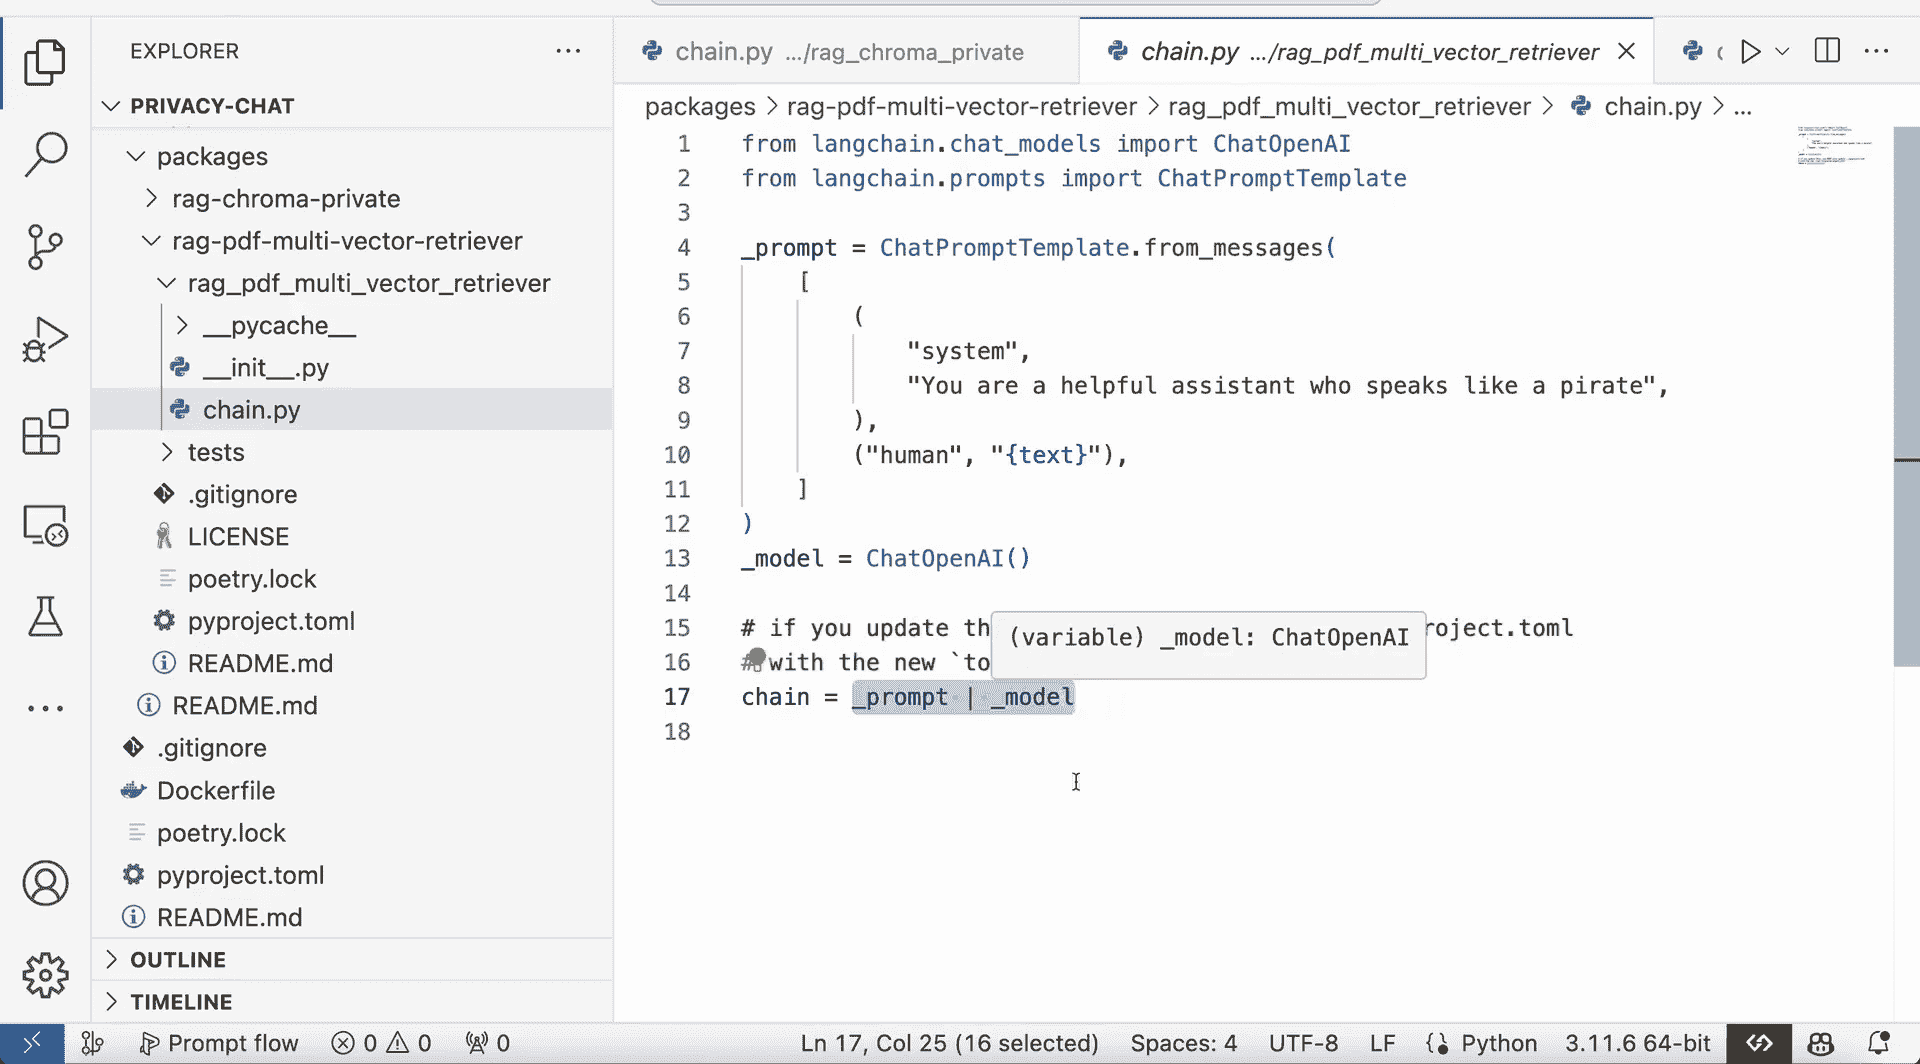 EXPLORER
PRIVACY-CHAT
packages
rag-chroma-private
rag-pdf-multi-vector-retriever
rag_pdf_multi_vector_retriever
__pycache__
__init__.py
chain.py
tests
.gitignore
LICENSE
poetry.lock
pyproject.toml
README.md
README.md
.gitignore
Dockerfile
poetry.lock
pyproject.toml
README.md
OUTLINE
TIMELINE
chain.py .../rag_chroma_private
chain.py .../rag_pdf_multi_vector_retriever
packages > rag-pdf-multi-vector-retriever > rag_pdf_multi_vector_retriever > chain.py > ...
1 from langchain.chat_models import ChatOpenAI
2 from langchain.prompts import ChatPromptTemplate
3
4 _prompt = ChatPromptTemplate.from_messages(
5 [
6 (
7 "system",
8 "You are a helpful assistant who speaks like a pirate",
9 ),
10 ("human", "{text}"),
11 ]
12 )
13 _model = ChatOpenAI()
14
15 # if you update th
(variable) _model: ChatOpenAI
roject.toml
16 # with the new `to
17 chain = _prompt | _model
18
Prompt flow 0 0 0 Ln 17, Col 25 (16 selected) Spaces: 4 UTF-8 LF Python 3.11.6 64-bit